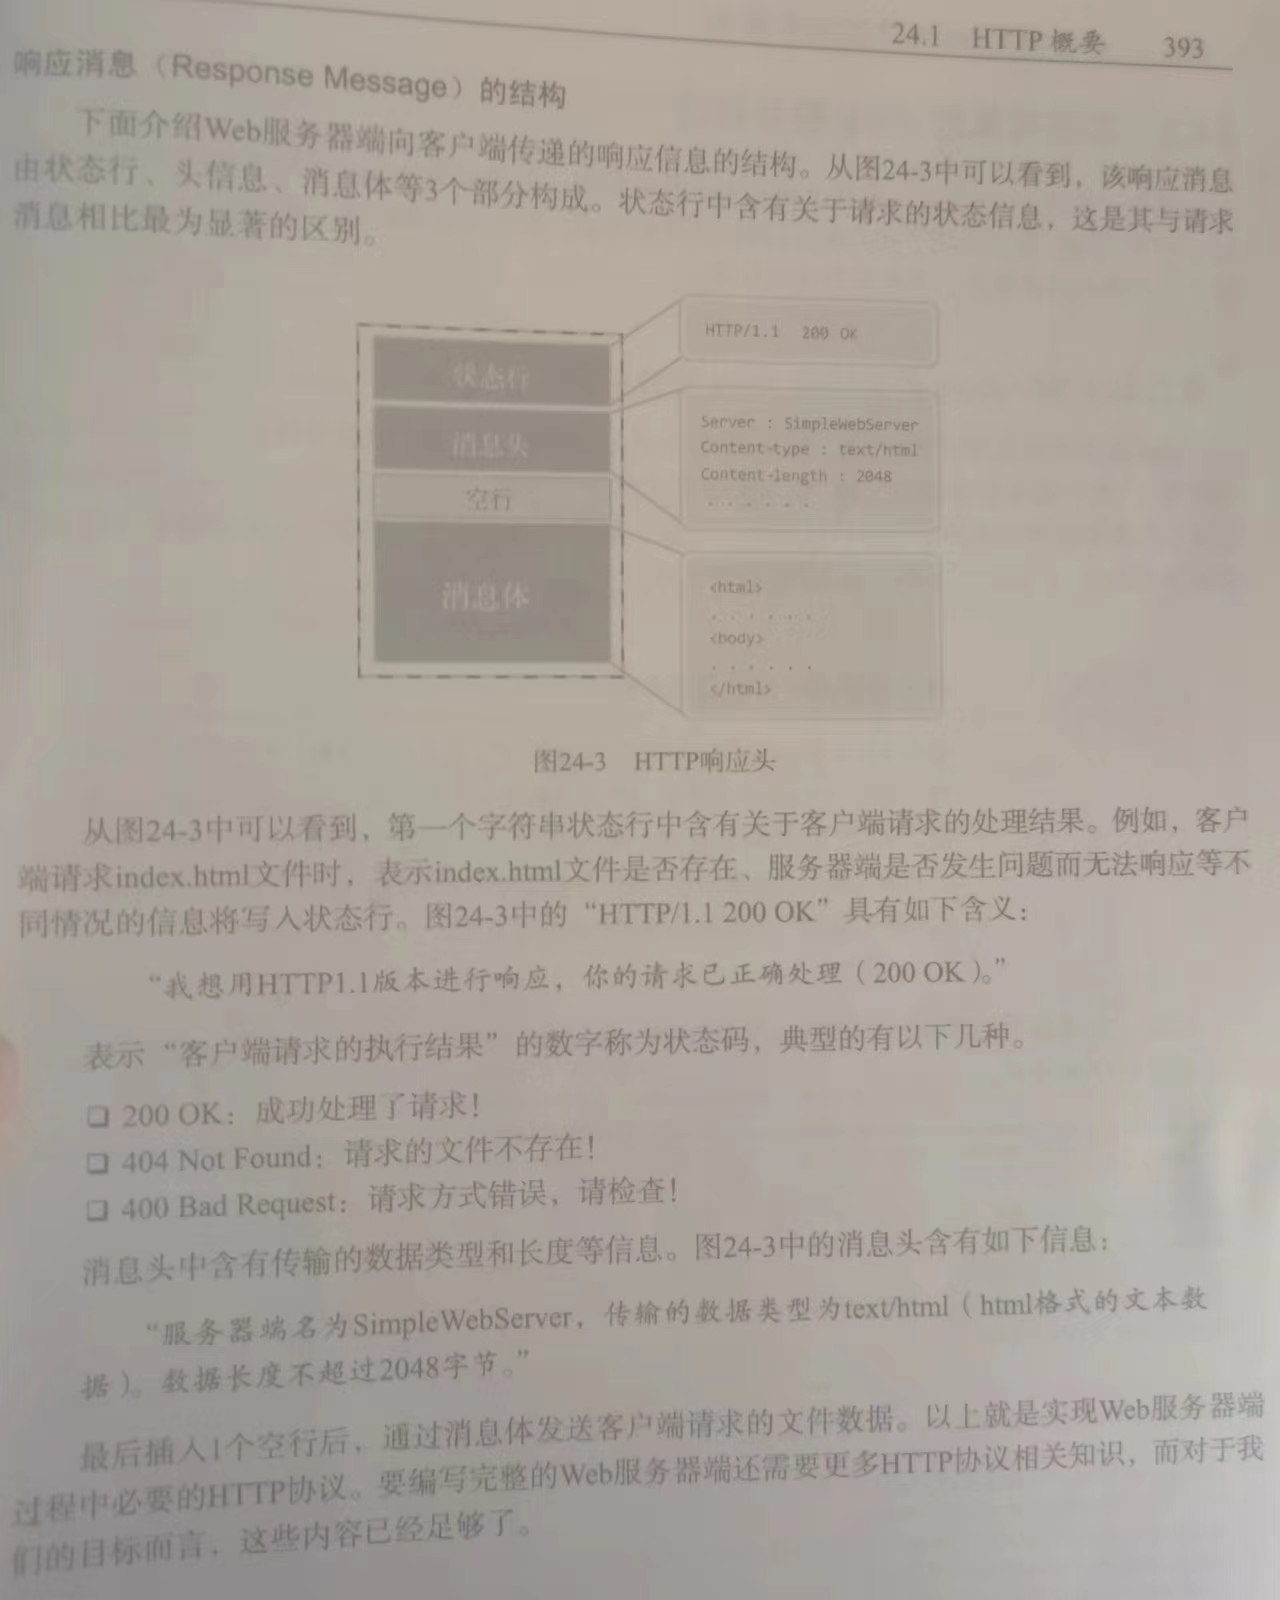 24.1 HTTP 概要 393
响应消息（Response Message）的结构
下面介绍Web服务器端向客户端传递的响应信息的结构。从图24-3中可以看到，该响应消息
由状态行、头信息、消息体等3个部分构成。状态行中含有关于请求的状态信息，这是其与请求
消息相比最为显著的区别。
状态行
HTTP/1.1 200 OK
消息头
Server : SimpleWebServer
Content-type : text/html
Content-length : 2048
. . . . . .
空行
消息体
<html>
. . . . . .
<body>
. . . . . .
</html>
图24-3 HTTP响应头
从图24-3中可以看到，第一个字符串状态行中含有关于客户端请求的处理结果。例如，客户
端请求index.html文件时，表示index.html文件是否存在、服务器端是否发生问题而无法响应等不
同情况的信息将写入状态行。图24-3中的“HTTP/1.1 200 OK”具有如下含义：
“我想用HTTP1.1版本进行响应，你的请求已正确处理（200 OK）。”
表示“客户端请求的执行结果”的数字称为状态码，典型的有以下几种。
❏ 200 OK：成功处理了请求！
❏ 404 Not Found：请求的文件不存在！
❏ 400 Bad Request：请求方式错误，请检查！
消息头中含有传输的数据类型和长度等信息。图24-3中的消息头含有如下信息：
“服务器端名为SimpleWebServer，传输的数据类型为text/html（html格式的文本数
据）。数据长度不超过2048字节。”
最后插入1个空行后，通过消息体发送客户端请求的文件数据。以上就是实现Web服务器端
过程中必要的HTTP协议。要编写完整的Web服务器端还需要更多HTTP协议相关知识，而对于我
们的目标而言，这些内容已经足够了。